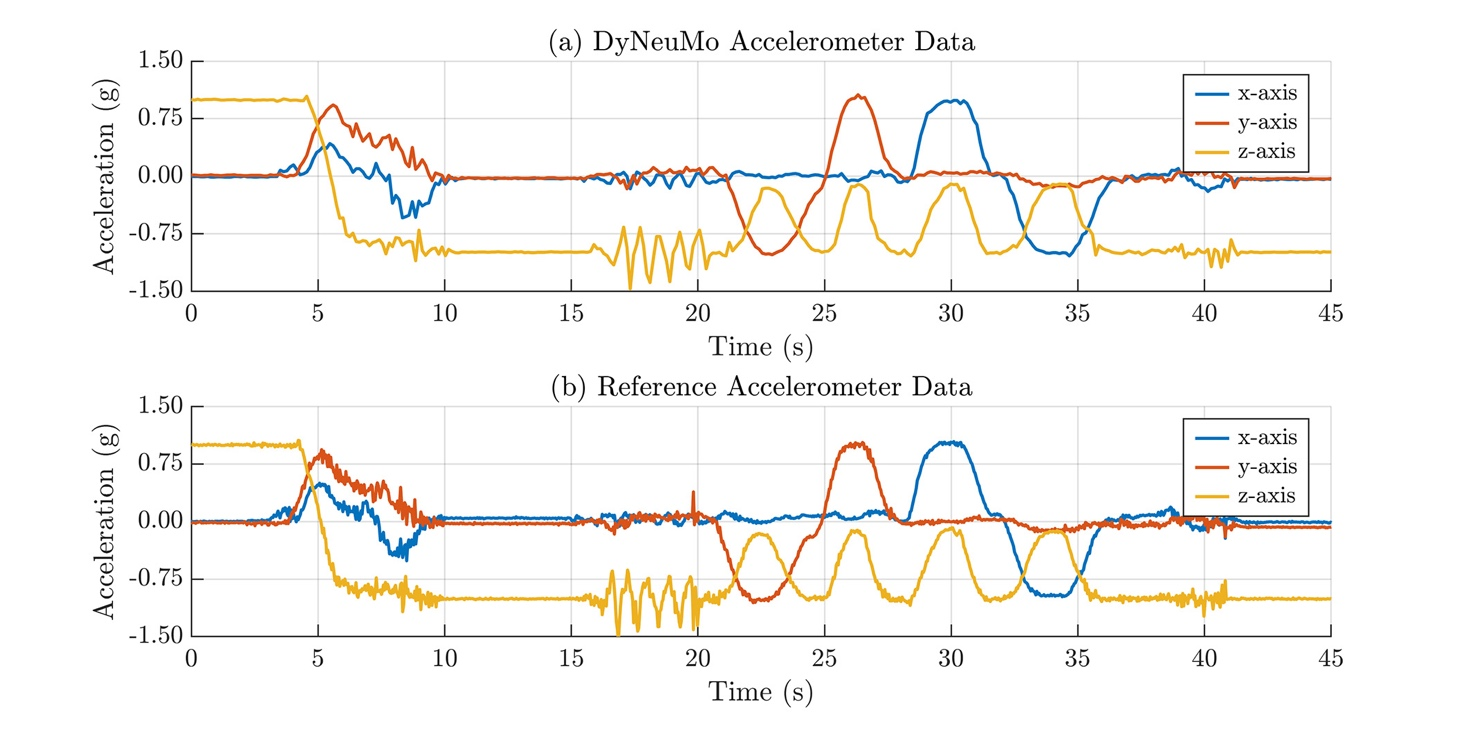 (a) DyNeuMo Accelerometer Data
Acceleration (g)
1.50
0.75
0.00
-0.75
-1.50
x-axis
y-axis
z-axis
0 5 10 15 20 25 30 35 40 45
Time (s)
(b) Reference Accelerometer Data
Acceleration (g)
1.50
0.75
0.00
-0.75
-1.50
x-axis
y-axis
z-axis
0 5 10 15 20 25 30 35 40 45
Time (s)